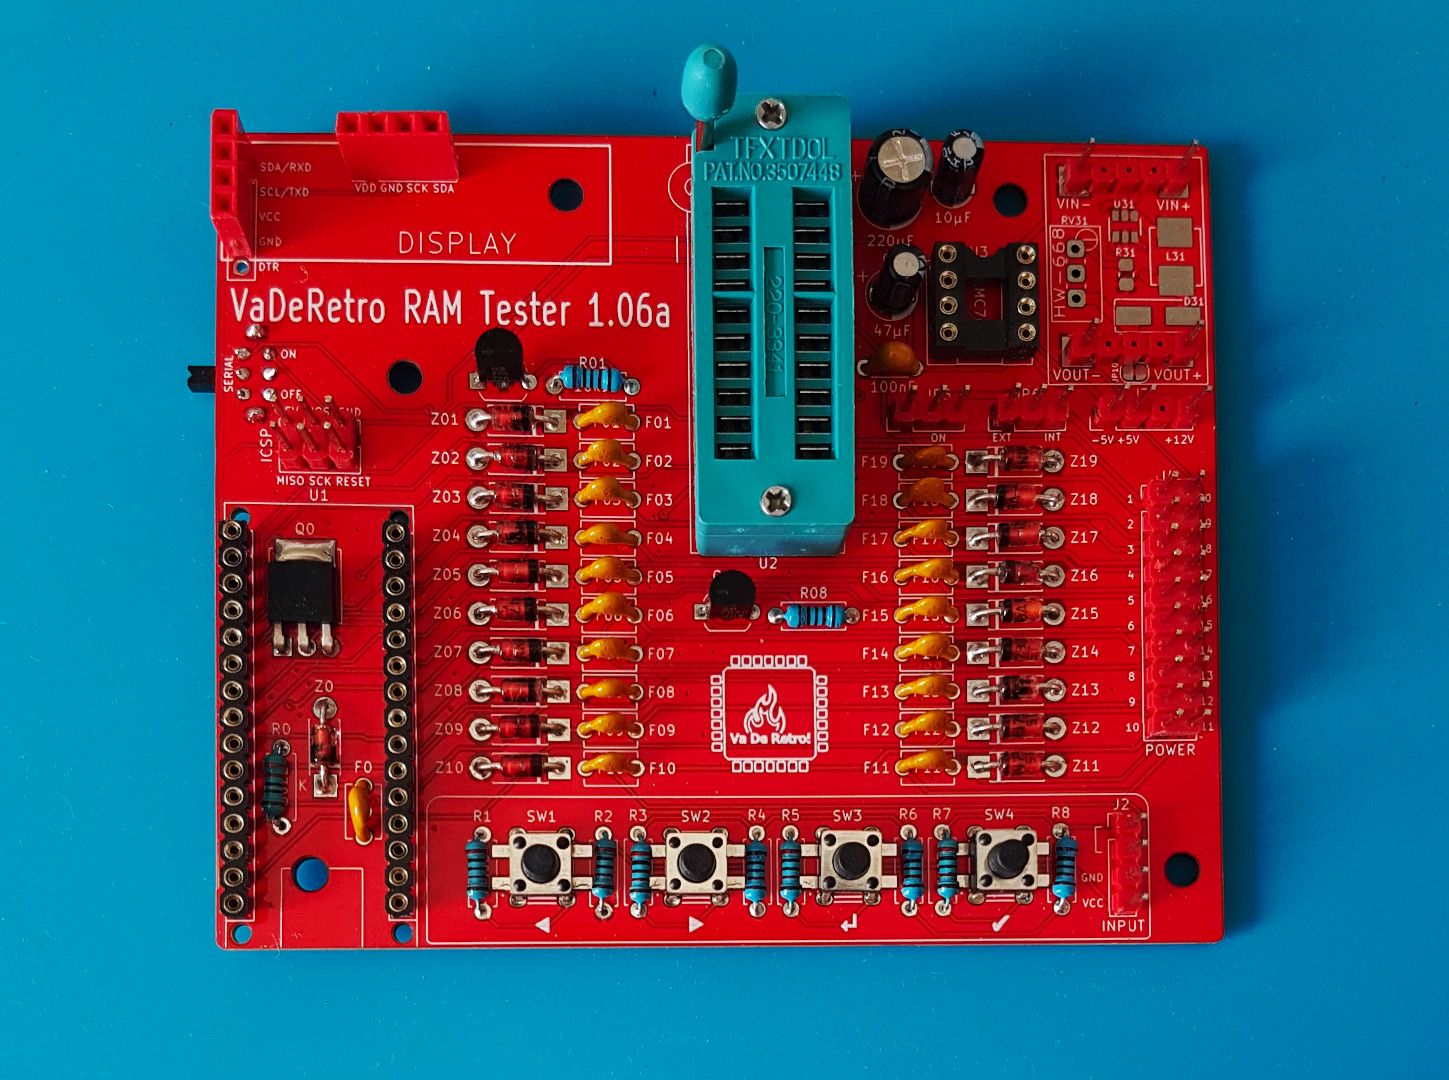 TFXTDOL
PAT.NO.3507448
220-3341
SDA/RXD
SCL/TXD
VCC
GND
DTR
VDD GND SCK SDA
DISPLAY
VaDeRetro RAM Tester 1.06a
220µF
10µF
47µF
100nF
VIN-
VIN+
RV31
U31
R31
L31
D31
HW-668
VOUT-
VOUT+
JP10
ON
EXT
INT
-5V +5V
+12V
SERIAL
ON
OFF
ICSP
MISO SCK RESET
U1
Q0
Z0
R0
K
F0
R01
Z01
F01
Z02
F02
Z03
F03
Z04
F04
Z05
F05
Z06
F06
Z07
F07
Z08
F08
Z09
F09
Z10
F10
U2
R08
Va De Retro!
F19
Z19
F18
Z18
F17
Z17
F16
Z16
F15
Z15
F14
Z14
F13
Z13
F12
Z12
F11
Z11
1
2
3
4
5
6
7
8
9
10
11
POWER
R1
SW1
R2
R3
SW2
R4
R5
SW3
R6
R7
SW4
R8
J2
GND
VCC
INPUT